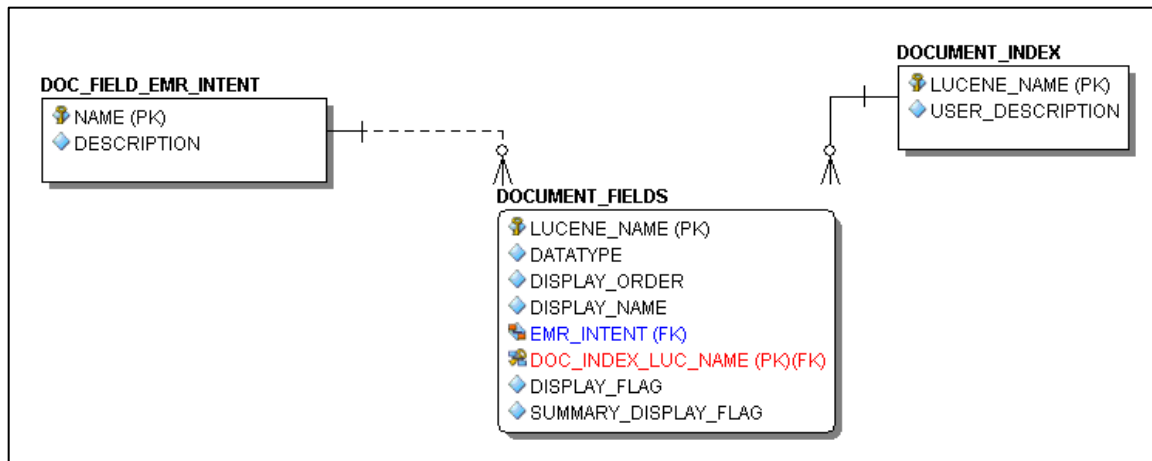 DOC_FIELD_EMR_INTENT
NAME (PK)
DESCRIPTION
DOCUMENT_INDEX
LUCENE_NAME (PK)
USER_DESCRIPTION
DOCUMENT_FIELDS
LUCENE_NAME (PK)
DATATYPE
DISPLAY_ORDER
DISPLAY_NAME
EMR_INTENT (FK)
DOC_INDEX_LUC_NAME (PK)(FK)
DISPLAY_FLAG
SUMMARY_DISPLAY_FLAG